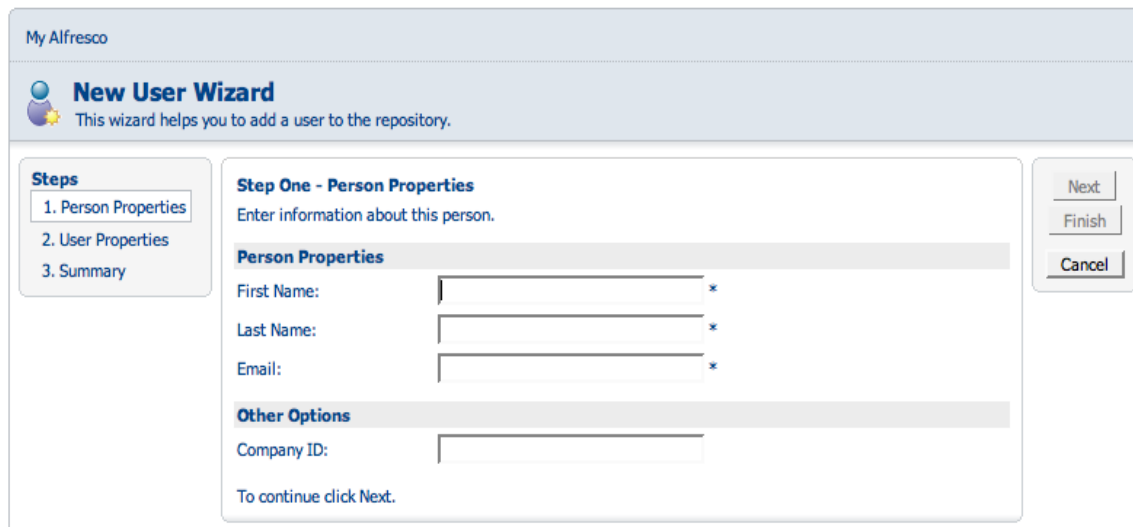 My Alfresco
New User Wizard
This wizard helps you to add a user to the repository.
Steps
1. Person Properties
2. User Properties
3. Summary
Step One - Person Properties
Enter information about this person.
Person Properties
First Name: *
Last Name: *
Email: *
Other Options
Company ID:
To continue click Next.
Next
Finish
Cancel